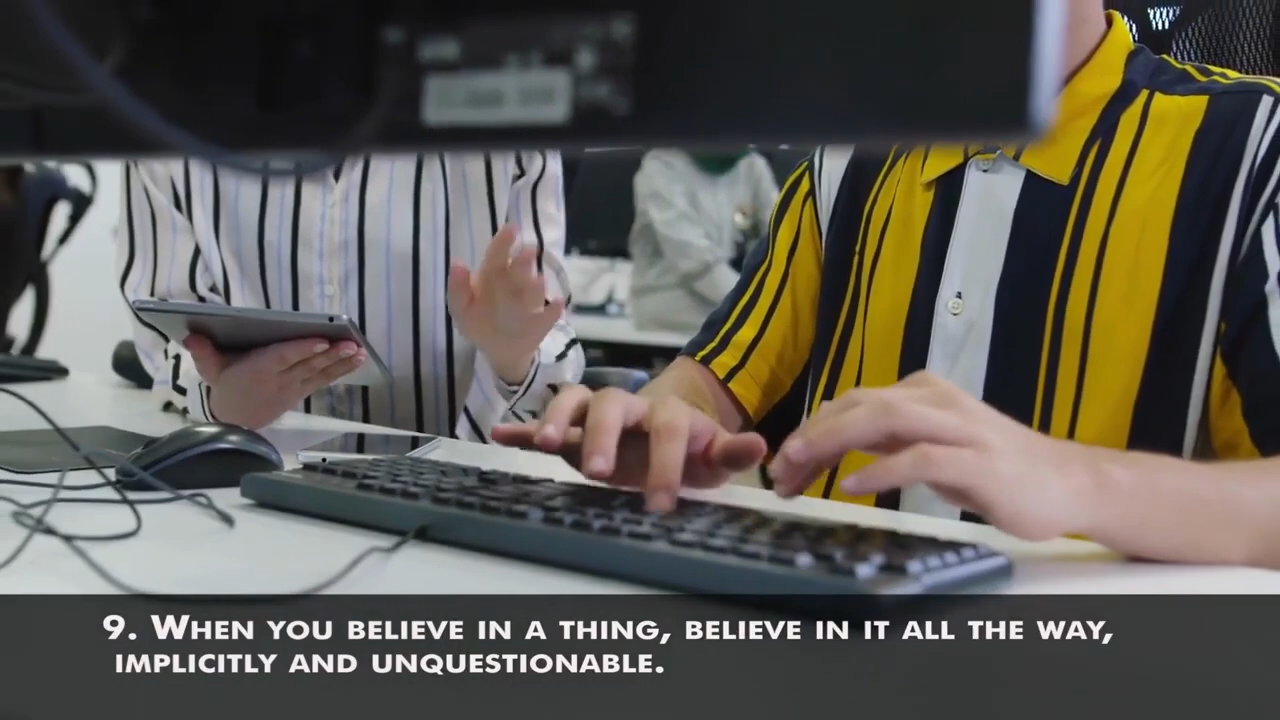 9. When you believe in a thing, believe in it all the way,
implicitly and unquestionable.